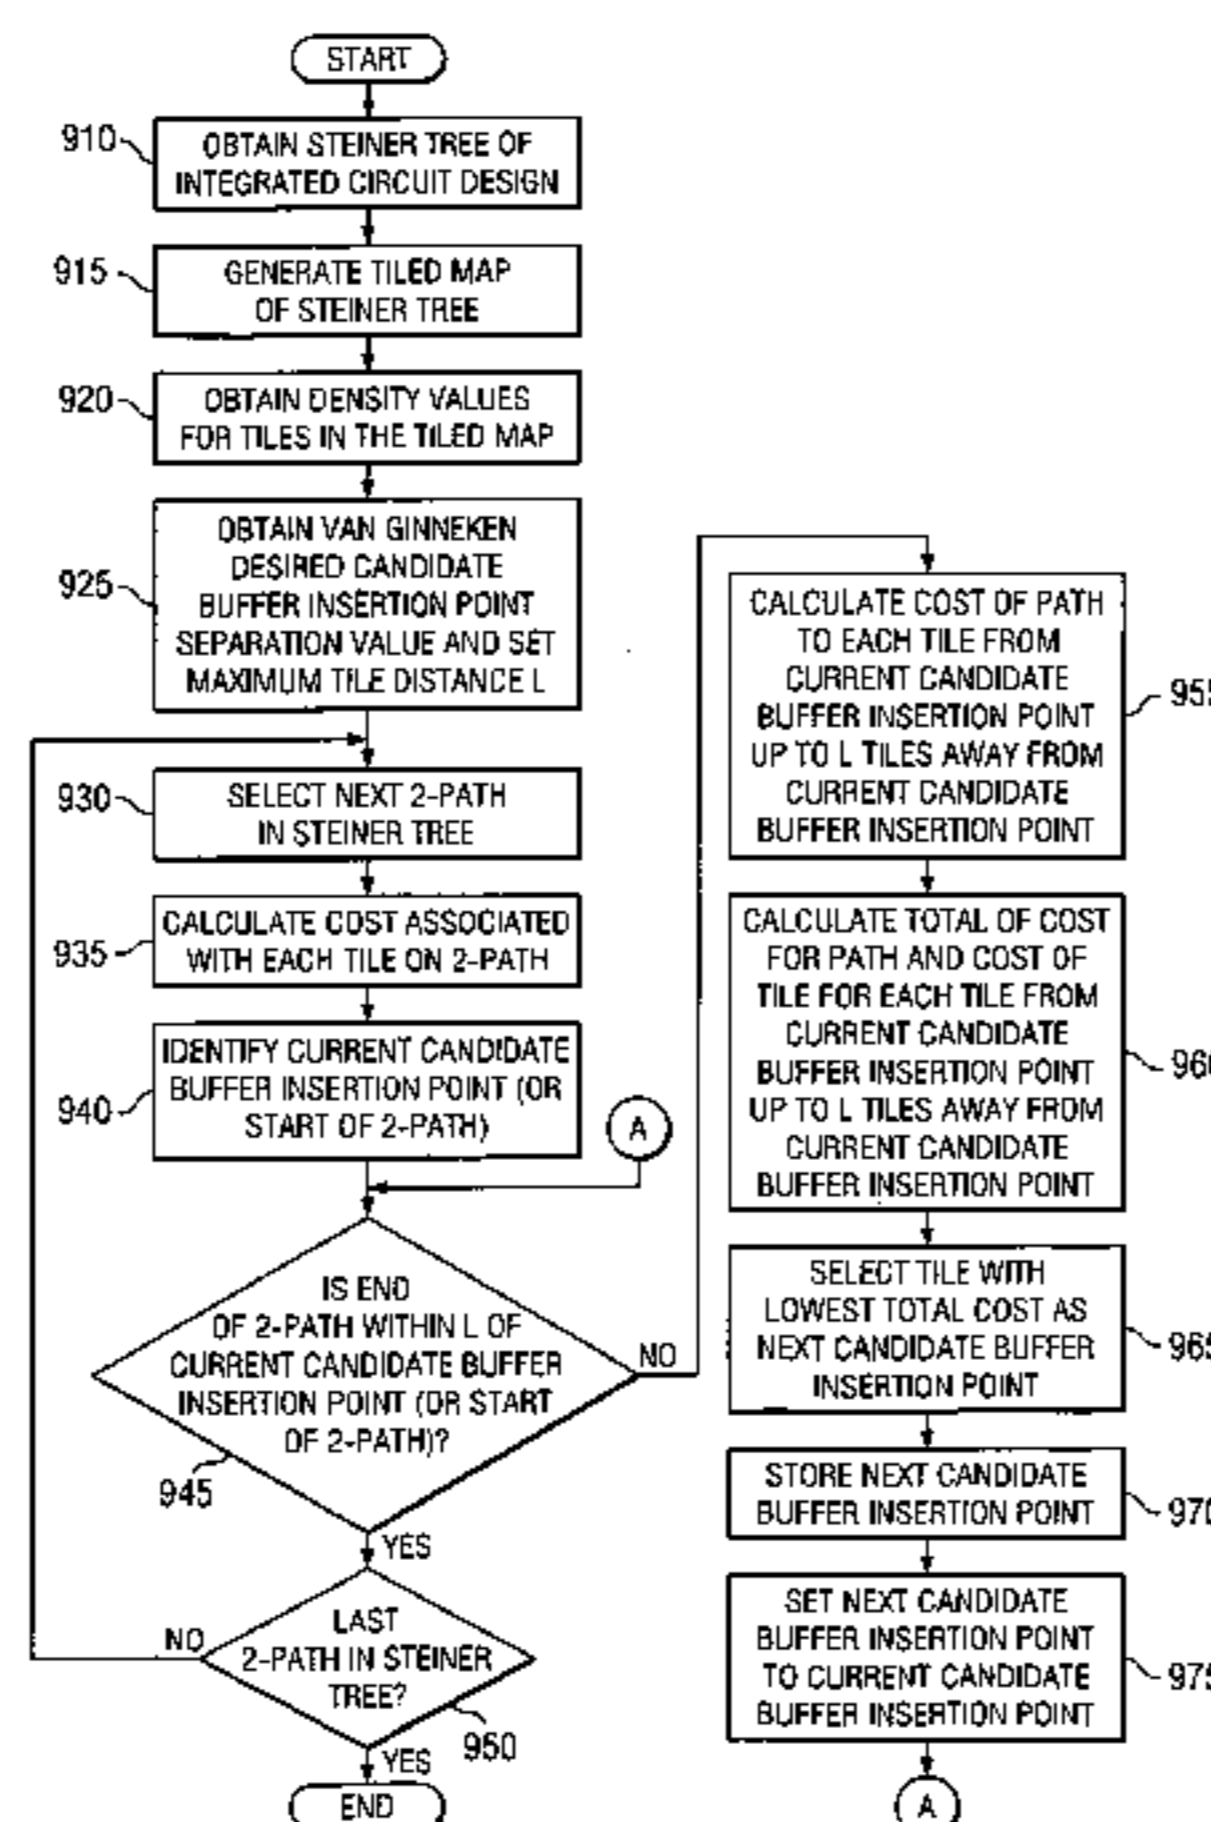 START
910
OBTAIN STEINER TREE OF
INTEGRATED CIRCUIT DESIGN
915
GENERATE TILED MAP
OF STEINER TREE
920
OBTAIN DENSITY VALUES
FOR TILES IN THE TILED MAP
925
OBTAIN VAN GINNEKEN
DESIRED CANDIDATE
BUFFER INSERTION POINT
SEPARATION VALUE AND SET
MAXIMUM TILE DISTANCE L
930
SELECT NEXT 2-PATH
IN STEINER TREE
935
CALCULATE COST ASSOCIATED
WITH EACH TILE ON 2-PATH
940
IDENTIFY CURRENT CANDIDATE
BUFFER INSERTION POINT (OR
START OF 2-PATH)
A
IS END
OF 2-PATH WITHIN L OF
CURRENT CANDIDATE BUFFER
INSERTION POINT (OR START
OF 2-PATH)?
NO
945
YES
LAST
2-PATH IN STEINER
TREE?
NO
950
YES
END
CALCULATE COST OF PATH
TO EACH TILE FROM
CURRENT CANDIDATE
BUFFER INSERTION POINT
UP TO L TILES AWAY FROM
CURRENT CANDIDATE
BUFFER INSERTION POINT
955
CALCULATE TOTAL OF COST
FOR PATH AND COST OF
TILE FOR EACH TILE FROM
CURRENT CANDIDATE
BUFFER INSERTION POINT
UP TO L TILES AWAY FROM
CURRENT CANDIDATE
BUFFER INSERTION POINT
960
SELECT TILE WITH
LOWEST TOTAL COST AS
NEXT CANDIDATE BUFFER
INSERTION POINT
965
STORE NEXT CANDIDATE
BUFFER INSERTION POINT
970
SET NEXT CANDIDATE
BUFFER INSERTION POINT
TO CURRENT CANDIDATE
BUFFER INSERTION POINT
975
A